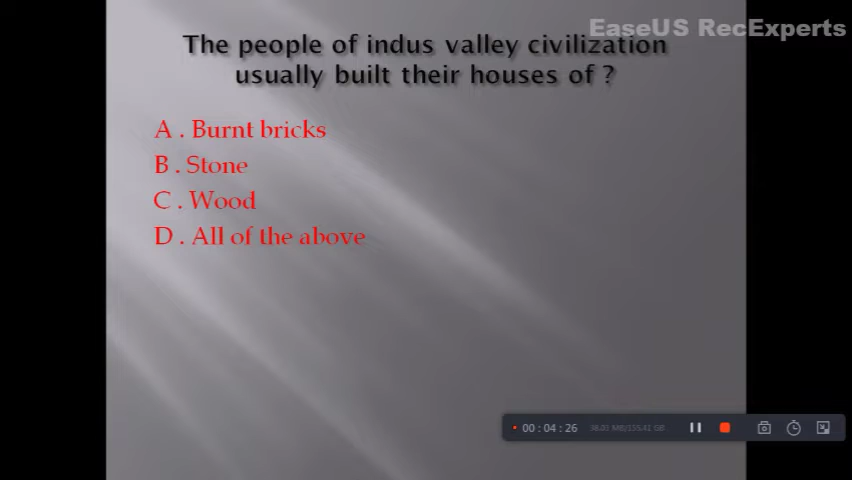 EaseUS RecExperts
The people of indus valley civilization
usually built their houses of ?
A . Burnt bricks
B . Stone
C . Wood
D . All of the above
00 : 04 : 26